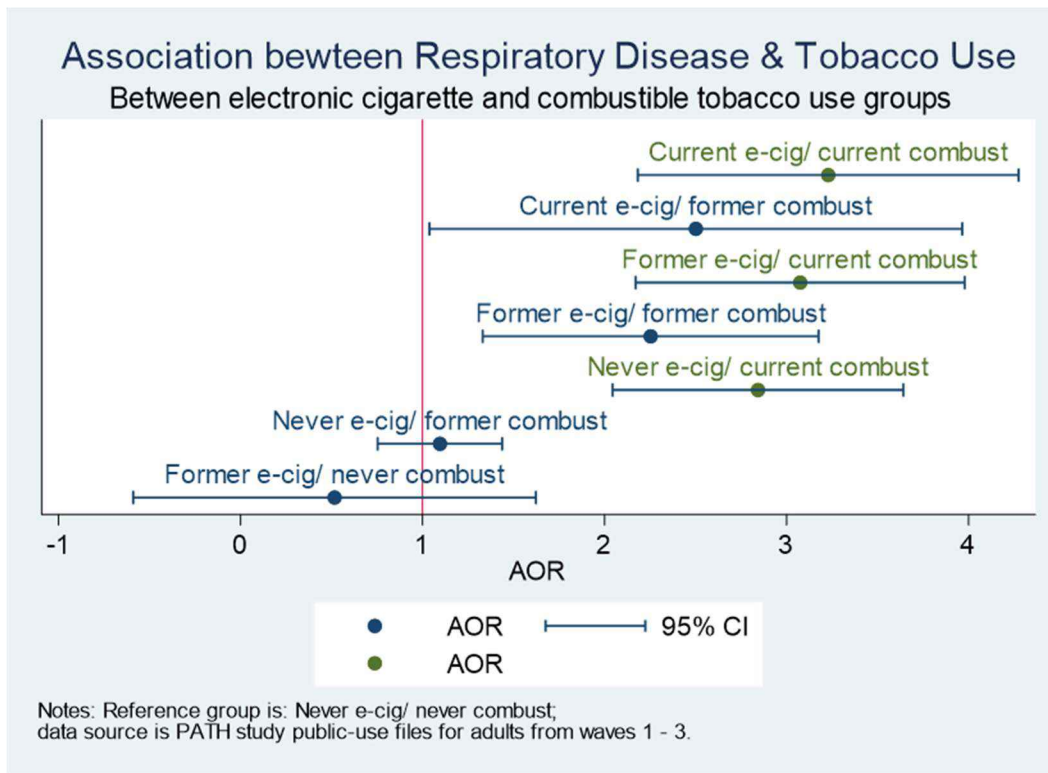 Association bewteen Respiratory Disease & Tobacco Use
Between electronic cigarette and combustible tobacco use groups
Current e-cig/ current combust
Current e-cig/ former combust
Former e-cig/ current combust
Former e-cig/ former combust
Never e-cig/ current combust
Never e-cig/ former combust
Former e-cig/ never combust
-1 0 1 2 3 4
AOR
AOR 95% CI
AOR
Notes: Reference group is: Never e-cig/ never combust;
data source is PATH study public-use files for adults from waves 1 - 3.